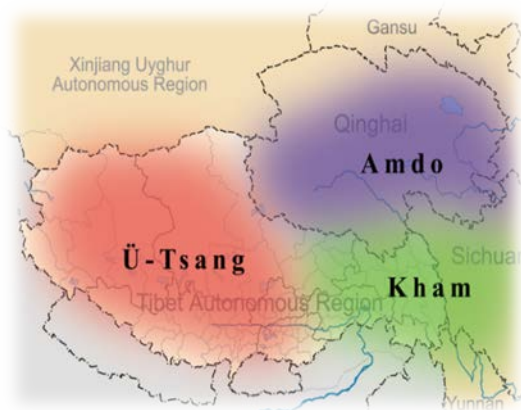 Gansu
Xinjiang Uyghur
Autonomous Region
Qinghai
Amdo
Ü-Tsang
Sichuan
Tibet Autonomous Region
Kham
Yunnan